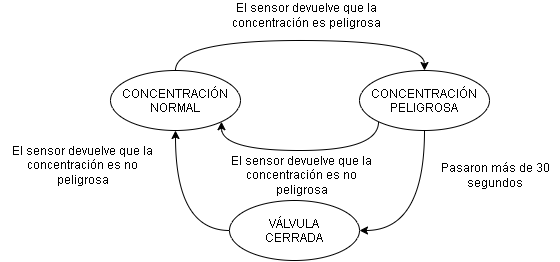 El sensor devuelve que la
concentración es peligrosa
CONCENTRACIÓN
NORMAL
CONCENTRACIÓN
PELIGROSA
El sensor devuelve que la
concentración es no
peligrosa
El sensor devuelve que la
concentración es no
peligrosa
Pasaron más de 30
segundos
VÁLVULA
CERRADA